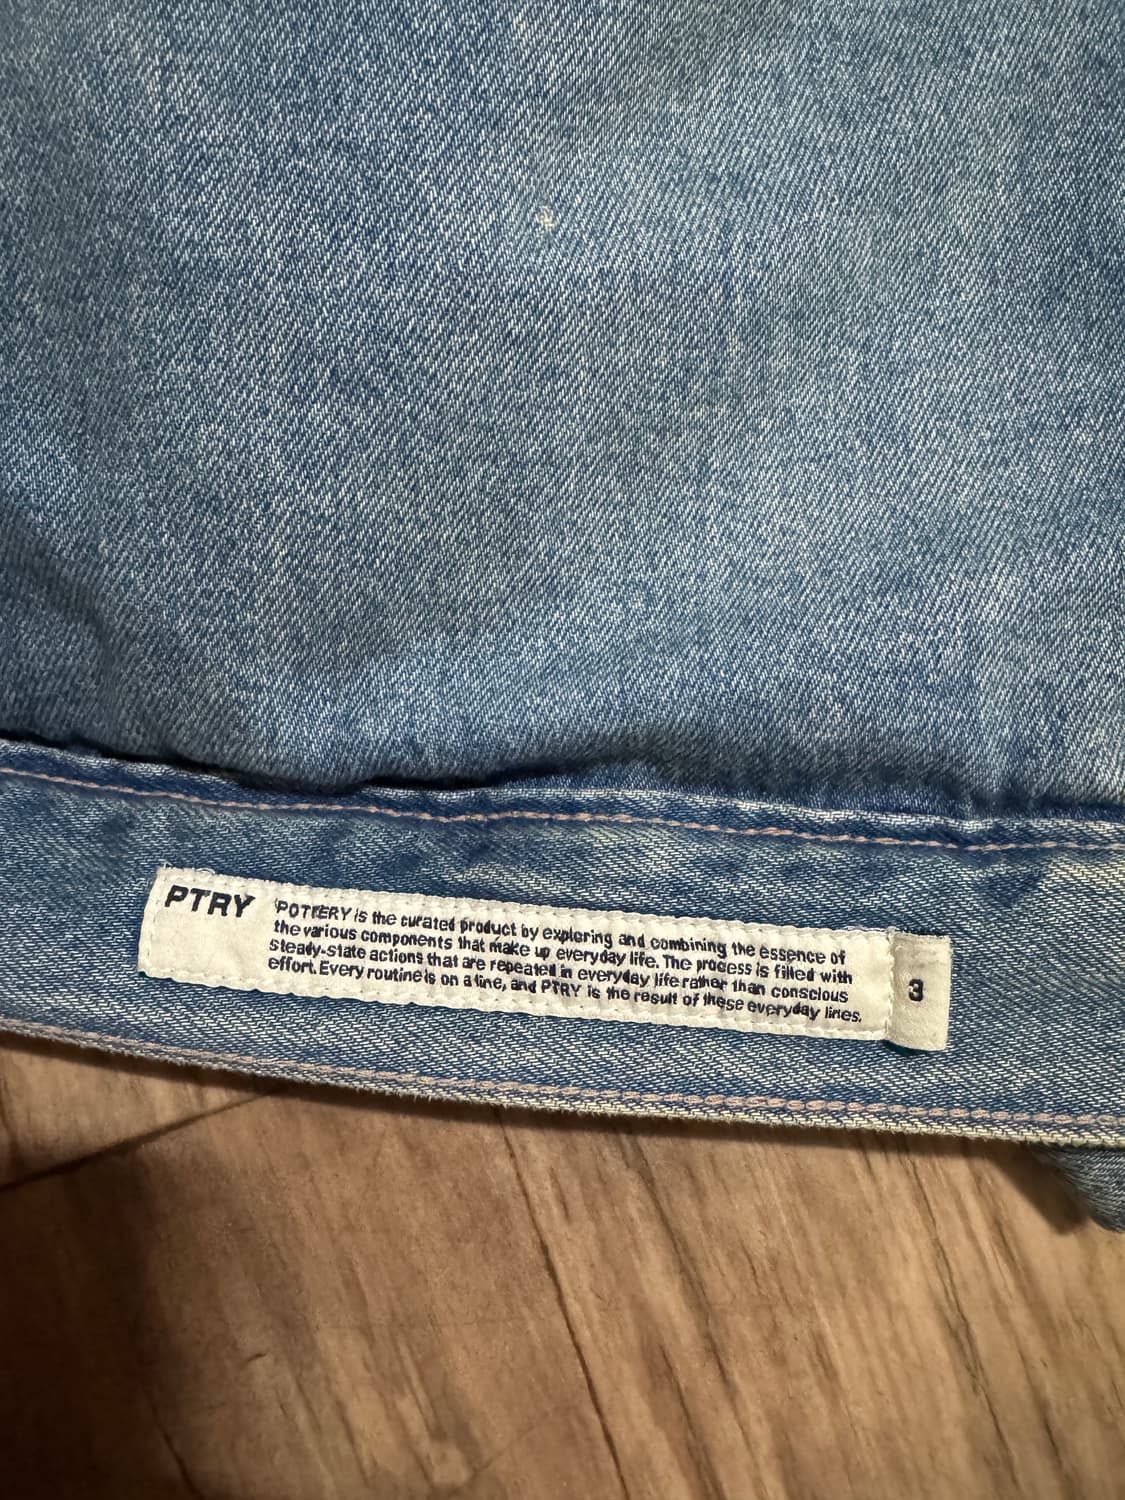 PTRY
'POTTERY is the curated product by exploring and combining the essence of
the various components that make up everyday life. The process is filled with
steady-state actions that are repeated in everyday life rather than conscious
effort. Every routine is on a line, and PTRY is the result of these everyday lines.
3